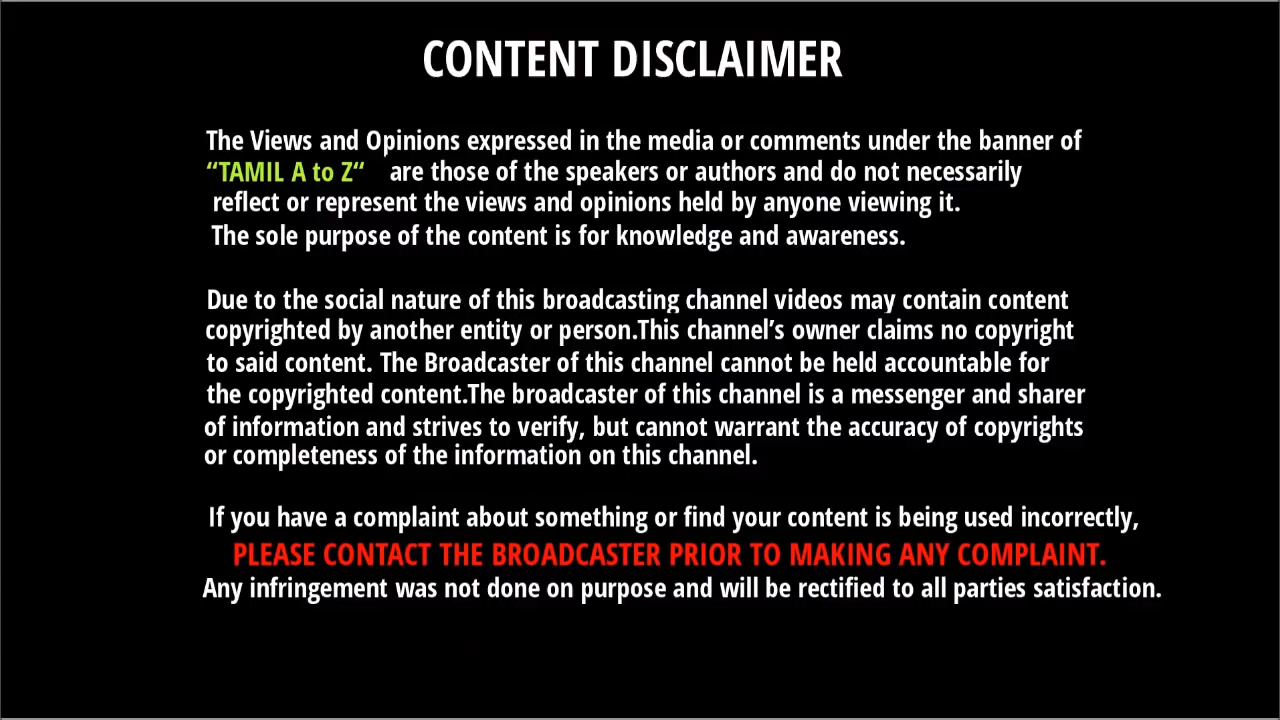 CONTENT DISCLAIMER
The Views and Opinions expressed in the media or comments under the banner of
“TAMIL A to Z“ are those of the speakers or authors and do not necessarily
reflect or represent the views and opinions held by anyone viewing it.
The sole purpose of the content is for knowledge and awareness.
Due to the social nature of this broadcasting channel videos may contain content
copyrighted by another entity or person.This channel’s owner claims no copyright
to said content. The Broadcaster of this channel cannot be held accountable for
the copyrighted content.The broadcaster of this channel is a messenger and sharer
of information and strives to verify, but cannot warrant the accuracy of copyrights
or completeness of the information on this channel.
If you have a complaint about something or find your content is being used incorrectly,
PLEASE CONTACT THE BROADCASTER PRIOR TO MAKING ANY COMPLAINT.
Any infringement was not done on purpose and will be rectified to all parties satisfaction.